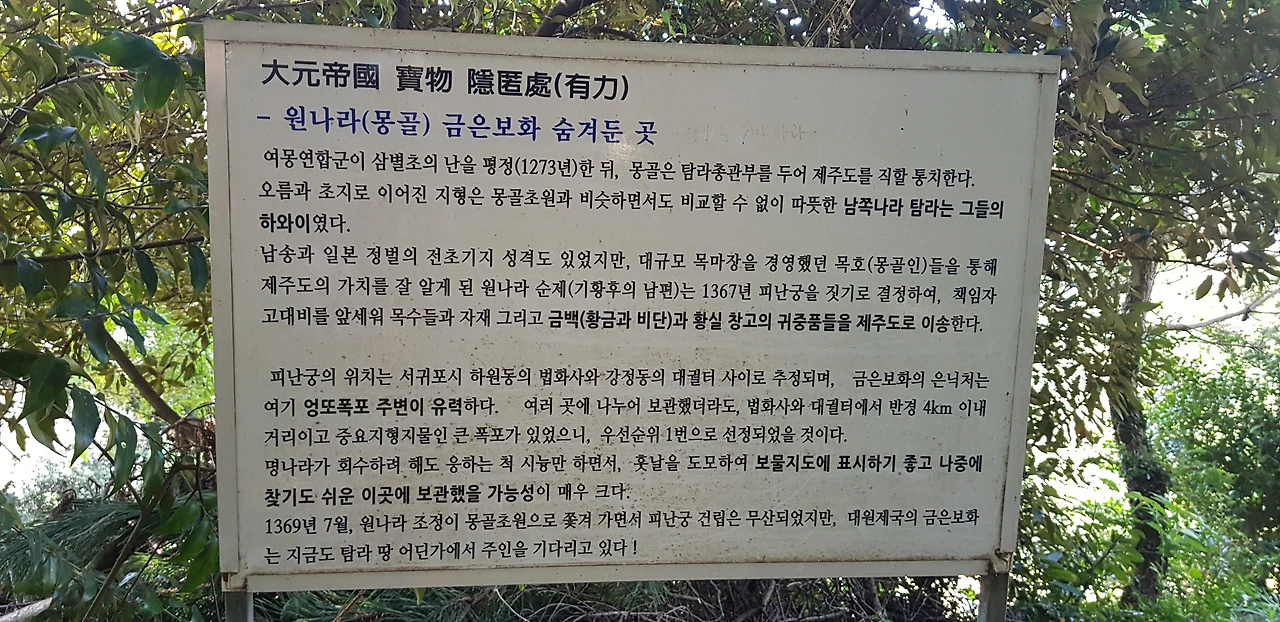 大元帝國 寶物 隱匿處(有力)
- 원나라(몽골) 금은보화 숨겨둔 곳
여몽연합군이 삼별초의 난을 평정(1273년)한 뒤, 몽골은 탐라총관부를 두어 제주도를 직할 통치한다.
오름과 초지로 이어진 지형은 몽골초원과 비슷하면서도 비교할 수 없이 따뜻한 남쪽나라 탐라는 그들의
하와이였다.
남송과 일본 정벌의 전초기지 성격도 있었지만, 대규모 목마장을 경영했던 목호(몽골인)들을 통해
제주도의 가치를 잘 알게 된 원나라 순제(기황후의 남편)는 1367년 피난궁을 짓기로 결정하여, 책임자
고대비를 앞세워 목수들과 자재 그리고 금백(황금과 비단)과 황실 창고의 귀중품들을 제주도로 이송한다.
피난궁의 위치는 서귀포시 하원동의 법화사와 강정동의 대궐터 사이로 추정되며, 금은보화의 은닉처는
여기 엉또폭포 주변이 유력하다. 여러 곳에 나누어 보관했더라도, 법화사와 대궐터에서 반경 4km 이내
거리이고 중요지형지물인 큰 폭포가 있었으니, 우선순위 1번으로 선정되었을 것이다.
명나라가 회수하려 해도 응하는 척 시늉만 하면서, 훗날을 도모하여 보물지도에 표시하기 좋고 나중에
찾기도 쉬운 이곳에 보관했을 가능성이 매우 크다.
1369년 7월, 원나라 조정이 몽골초원으로 쫓겨 가면서 피난궁 건립은 무산되었지만, 대원제국의 금은보화
는 지금도 탐라 땅 어딘가에서 주인을 기다리고 있다 !